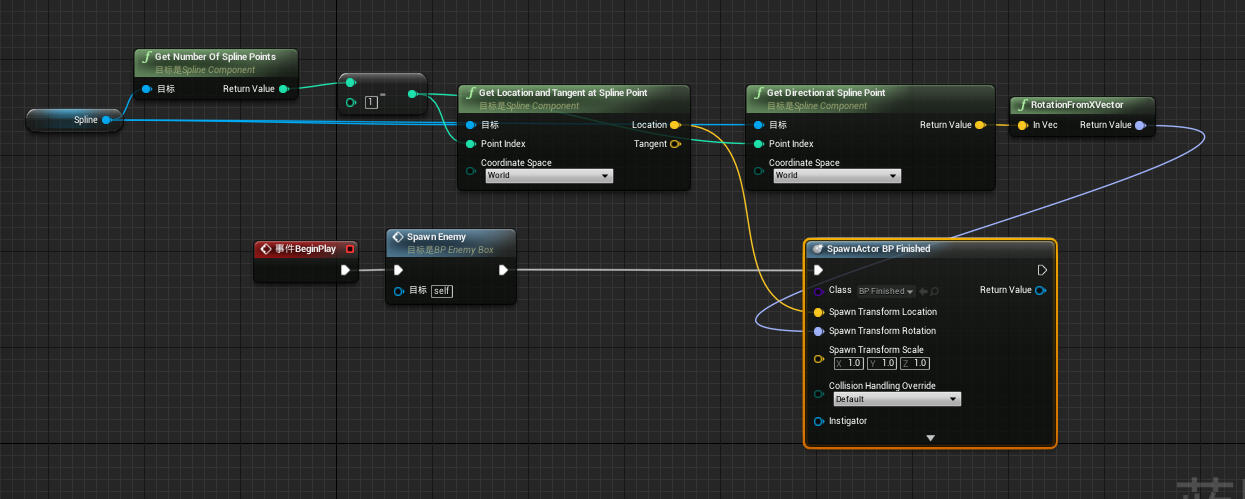 Get Number Of Spline Points
目标是Spline Component
目标
Return Value
Spline
1
-
Get Location and Tangent at Spline Point
目标是Spline Component
目标
Location
Point Index
Tangent
Coordinate Space
World
Get Direction at Spline Point
目标是Spline Component
目标
Return Value
Point Index
Coordinate Space
World
RotationFromXVector
In Vec
Return Value
事件BeginPlay
Spawn Enemy
目标是BP Enemy Box
目标
self
SpawnActor BP Finished
Class
BP Finished
Return Value
Spawn Transform Location
Spawn Transform Rotation
Spawn Transform Scale
X 1.0
Y 1.0
Z 1.0
Collision Handling Override
Default
Instigator